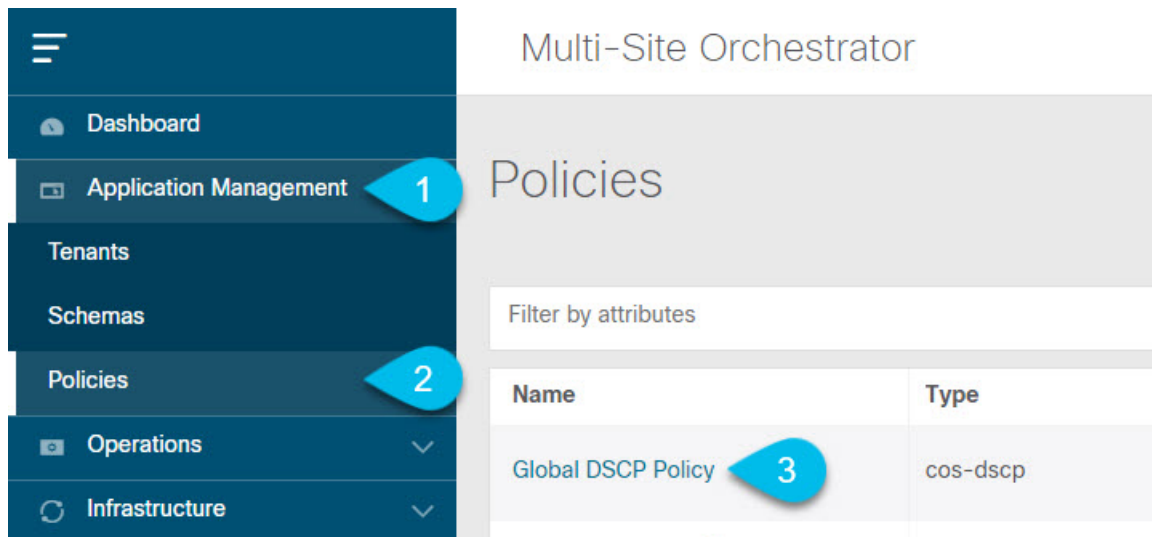 Multi-Site Orchestrator
Dashboard
Application Management
1
Tenants
Schemas
Policies
2
Operations
Infrastructure
Policies
Filter by attributes
Name
Type
Global DSCP Policy
3
cos-dscp